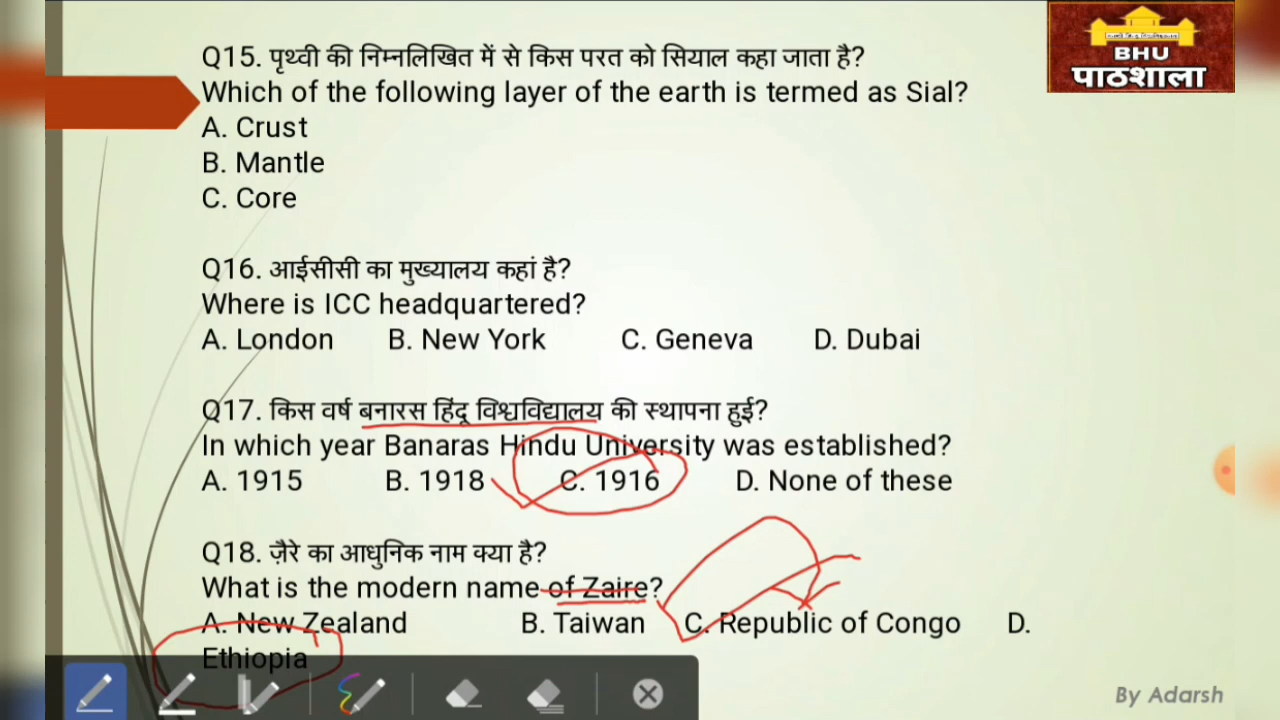 BHU
पाठशाला
Q15. पृथ्वी की निम्नलिखित में से किस परत को सियाल कहा जाता है?
Which of the following layer of the earth is termed as Sial?
A. Crust
B. Mantle
C. Core
Q16. आईसीसी का मुख्यालय कहां है?
Where is ICC headquartered?
A. London B. New York C. Geneva D. Dubai
Q17. किस वर्ष बनारस हिंदू विश्वविद्यालय की स्थापना हुई?
In which year Banaras Hindu University was established?
A. 1915 B. 1918 C. 1916 D. None of these
Q18. ज़ैरे का आधुनिक नाम क्या है?
What is the modern name of Zaire?
A. New Zealand B. Taiwan C. Republic of Congo D.
Ethiopia
By Adarsh